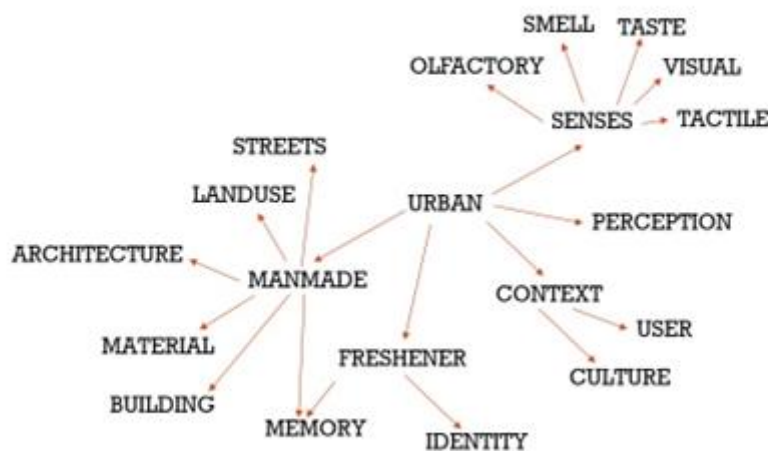 SMELL
TASTE
OLFACTORY
VISUAL
SENSES
TACTILE
STREETS
LANDUSE
URBAN
PERCEPTION
ARCHITECTURE
MANMADE
CONTEXT
USER
MATERIAL
FRESHENER
CULTURE
BUILDING
MEMORY
IDENTITY